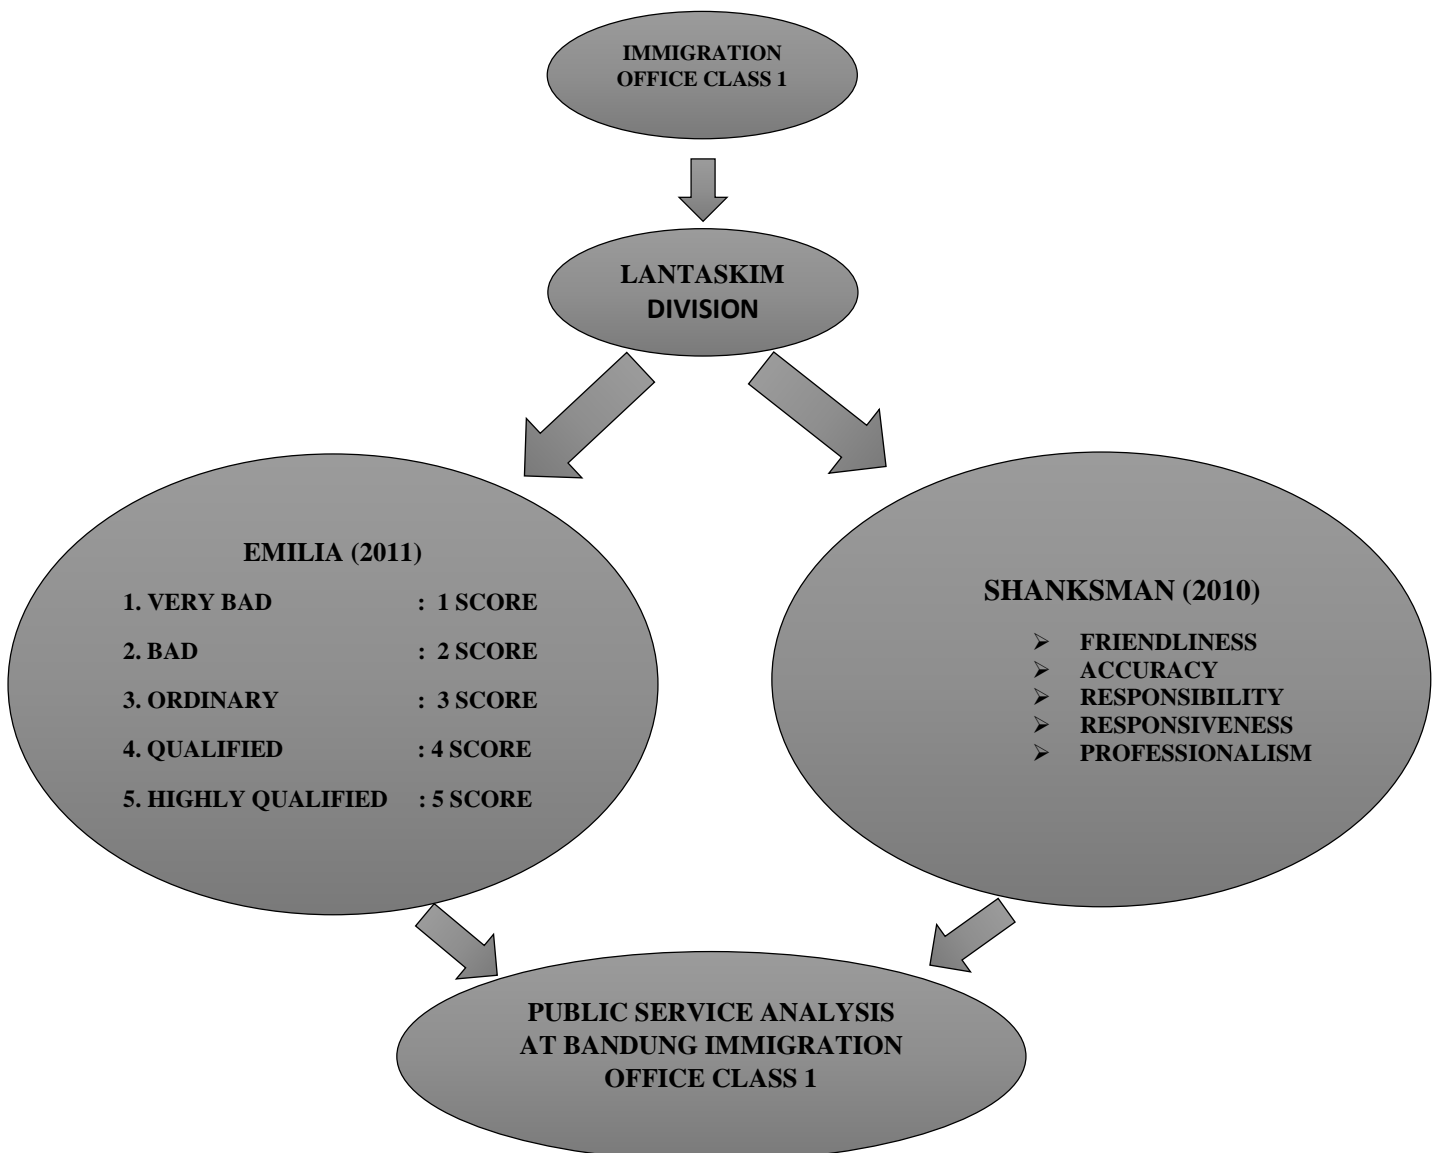 IMMIGRATION
OFFICE CLASS 1
LANTASKIM
DIVISION
EMILIA (2011)
1. VERY BAD : 1 SCORE
2. BAD : 2 SCORE
3. ORDINARY : 3 SCORE
4. QUALIFIED : 4 SCORE
5. HIGHLY QUALIFIED : 5 SCORE
SHANKSMAN (2010)
➢ FRIENDLINESS
➢ ACCURACY
➢ RESPONSIBILITY
➢ RESPONSIVENESS
➢ PROFESSIONALISM
PUBLIC SERVICE ANALYSIS
AT BANDUNG IMMIGRATION
OFFICE CLASS 1